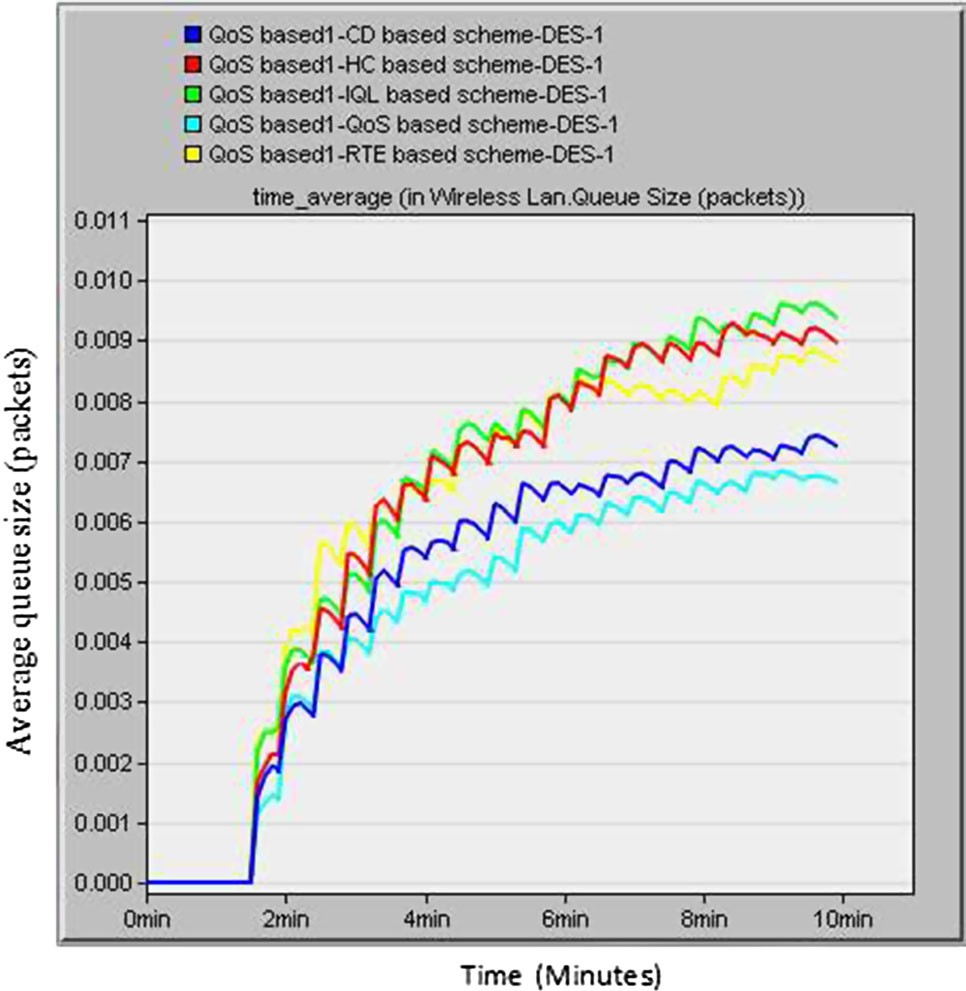 QoS based1-CD based scheme-DES-1
QoS based1-HC based scheme-DES-1
QoS based1-IQL based scheme-DES-1
QoS based1-QoS based scheme-DES-1
QoS based1-RTE based scheme-DES-1
time_average (in Wireless Lan.Queue Size (packets))
0.011
0.010
0.009
0.008
0.007
0.006
0.005
0.004
0.003
0.002
0.001
0.000
Average queue size (packets)
0min 2min 4min 6min 8min 10min
Time (Minutes)